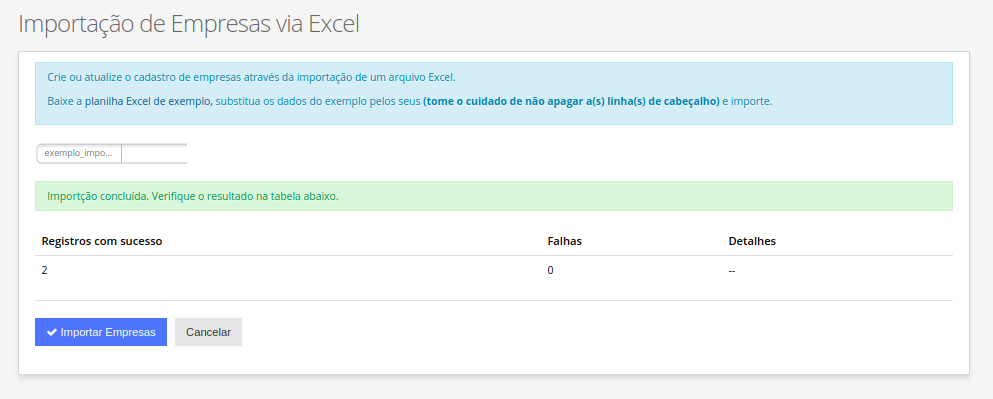 Importação de Empresas via Excel
Crie ou atualize o cadastro de empresas através da importação de um arquivo Excel.
Baixe a planilha Excel de exemplo, substitua os dados do exemplo pelos seus (tome o cuidado de não apagar a(s) linha(s) de cabeçalho) e importe.
exemplo_impo...
Importção concluída. Verifique o resultado na tabela abaixo.
Registros com sucesso Falhas Detalhes
2 0 --
Importar Empresas Cancelar